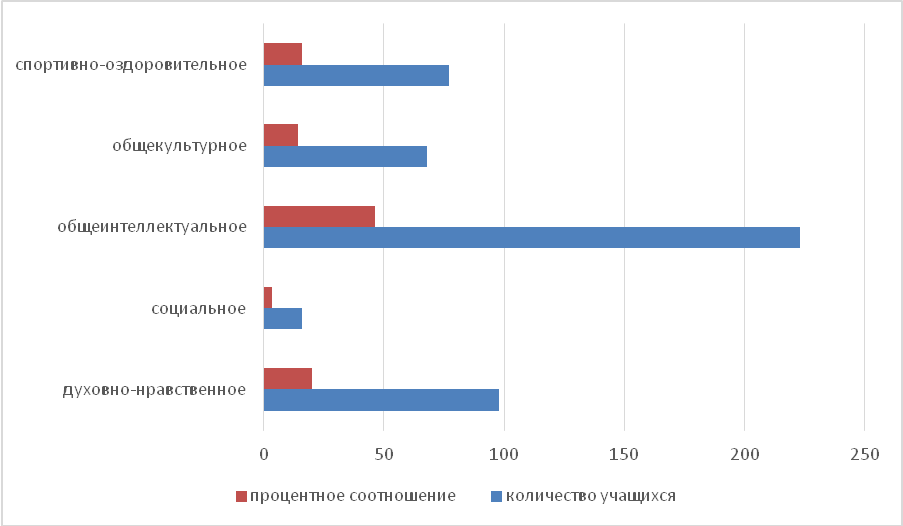 спортивно-оздоровительное
общекультурное
общеинтеллектуальное
социальное
духовно-нравственное
0 50 100 150 200 250
процентное соотношение количество учащихся